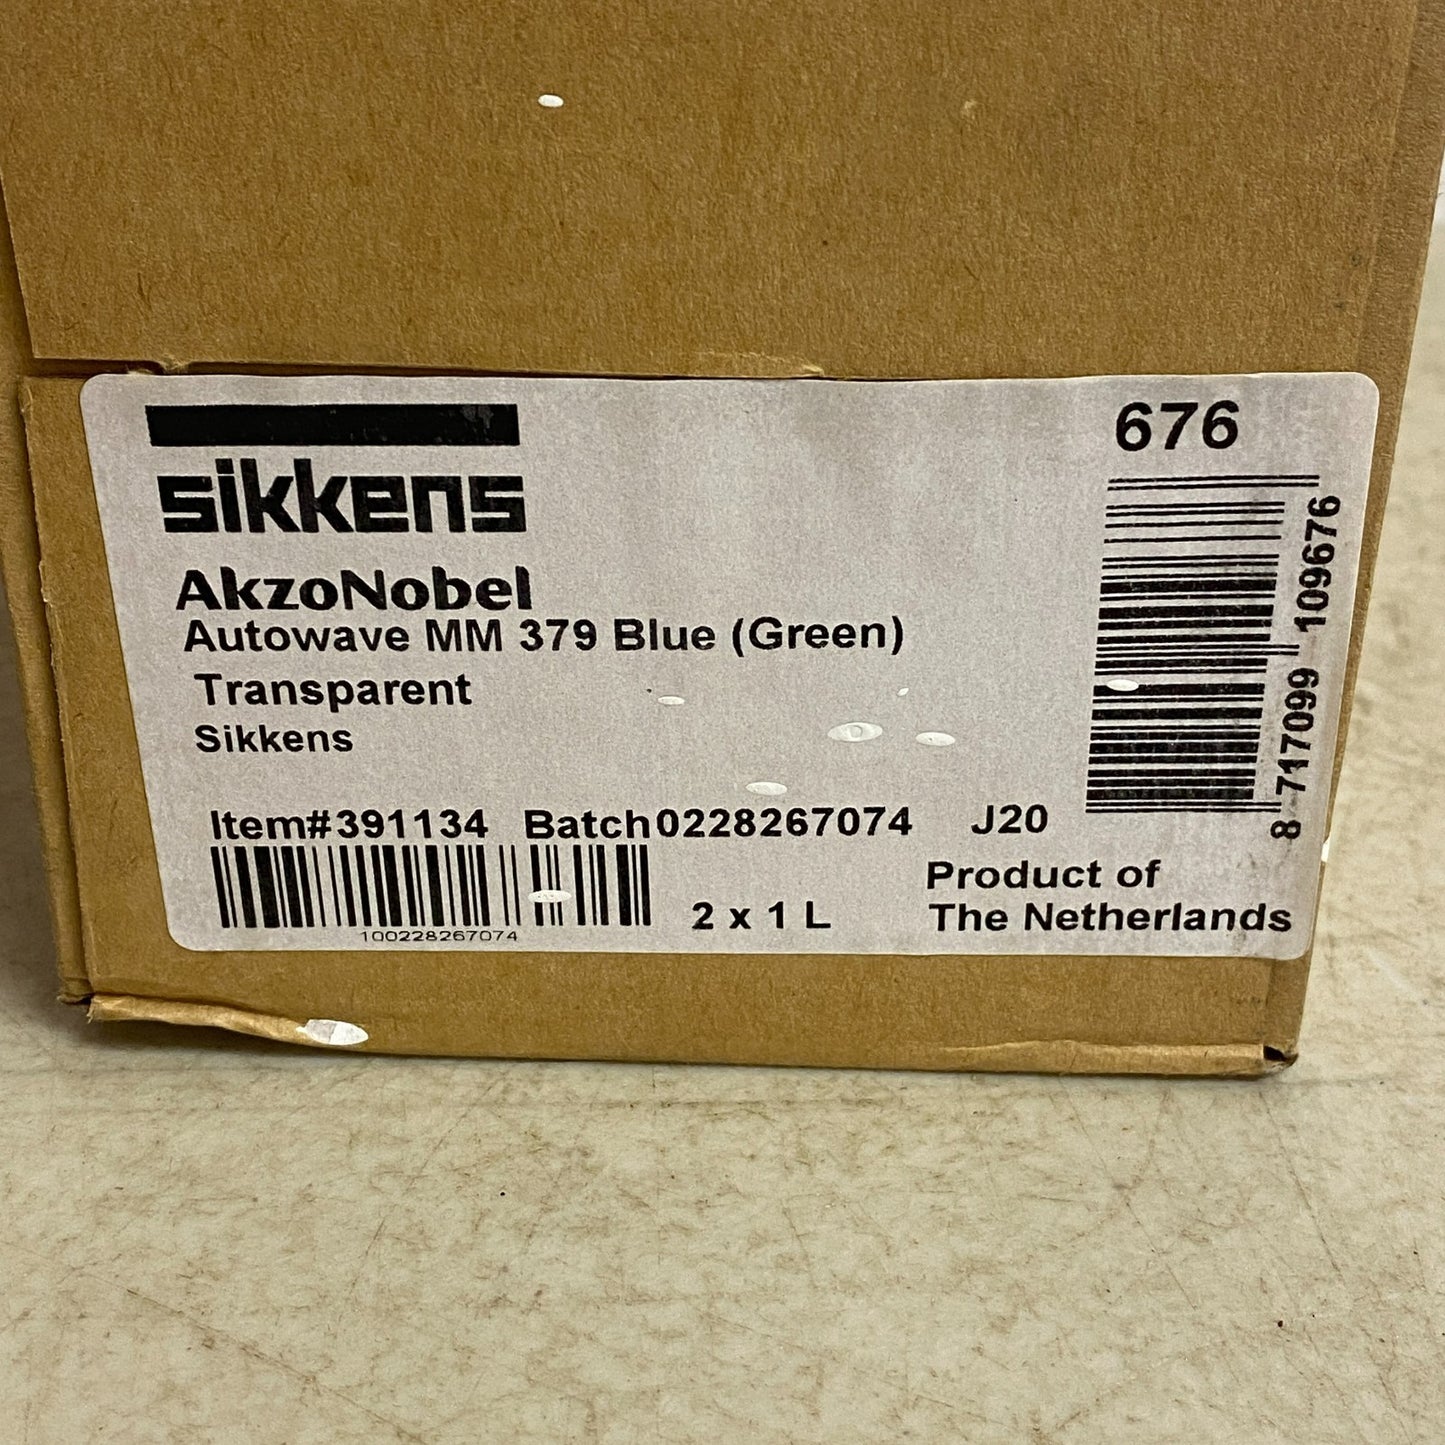 sikkens
AkzoNobel
Autowave MM 379 Blue (Green)
Transparent
Sikkens
Item#391134 Batch0228267074 J20
100228267074
2 x 1 L
Product of
The Netherlands
676
8 717099 109676